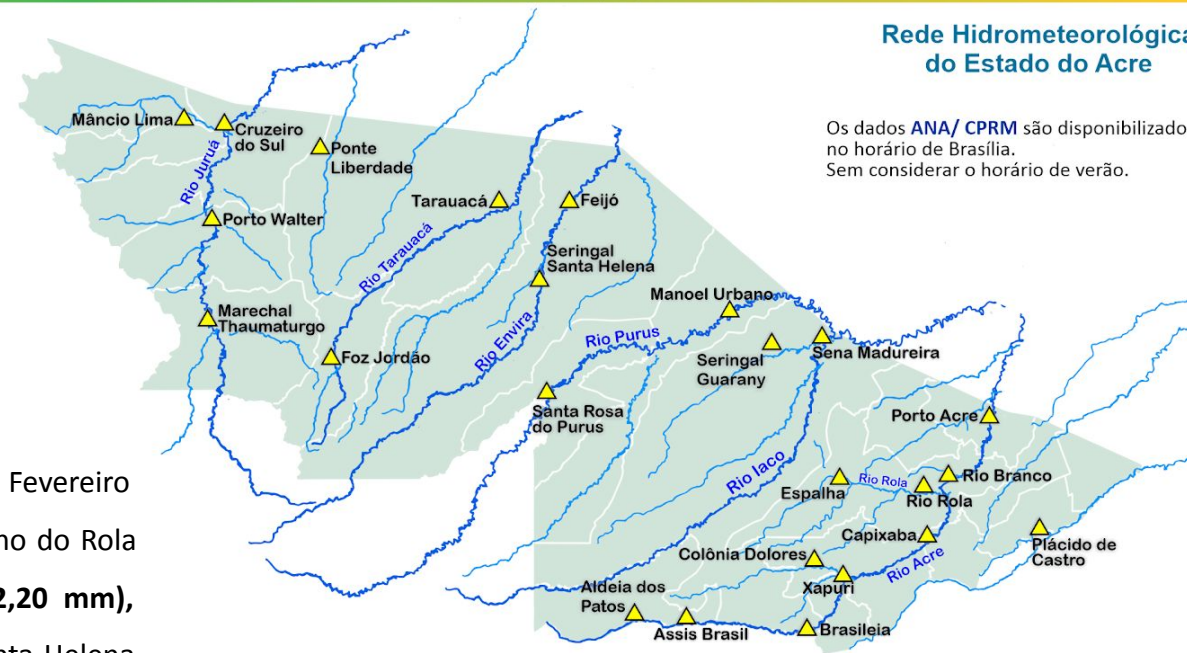 Rede Hidrometeorológica
do Estado do Acre
Os dados ANA/ CPRM são disponibilizado
no horário de Brasília.
Sem considerar o horário de verão.
Mâncio Lima
Cruzeiro
do Sul
Ponte
Liberdade
Rio Juruá
Tarauacá
Feijó
Porto Walter
Rio Tarauacá
Seringal
Santa Helena
Manoel Urbano
Marechal
Thaumaturgo
Rio Envira
Rio Purus
Foz Jordão
Seringal
Guarany
Sena Madureira
Santa Rosa
do Purus
Porto Acre
Rio Iaco
Fevereiro
Espalha
Rio Rola
Rio Branco
Rio Rola
do Rola
Capixaba
Plácido de
Castro
Colônia Dolores
Rio Acre
2,20 mm),
Xapuri
Aldeia dos
Patos
Assis Brasil
Brasileia
Helena